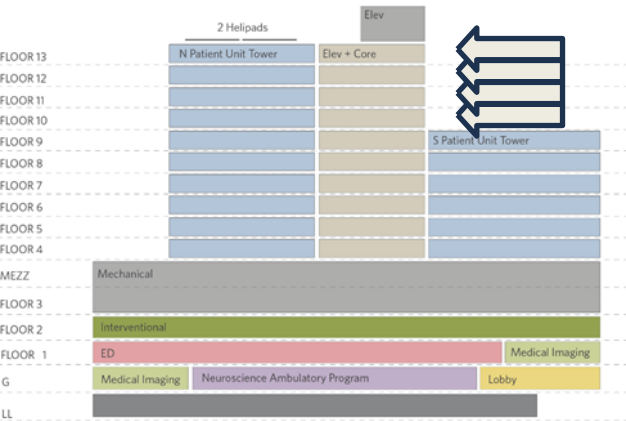 Elev
2 Helipads
FLOOR 13 N Patient Unit Tower Elev + Core
FLOOR 12
FLOOR 11
FLOOR 10
FLOOR 9 S Patient Unit Tower
FLOOR 8
FLOOR 7
FLOOR 6
FLOOR 5
FLOOR 4
MEZZ Mechanical
FLOOR 3
FLOOR 2 Interventional
FLOOR 1 ED Medical Imaging
G Medical Imaging Neuroscience Ambulatory Program Lobby
LL